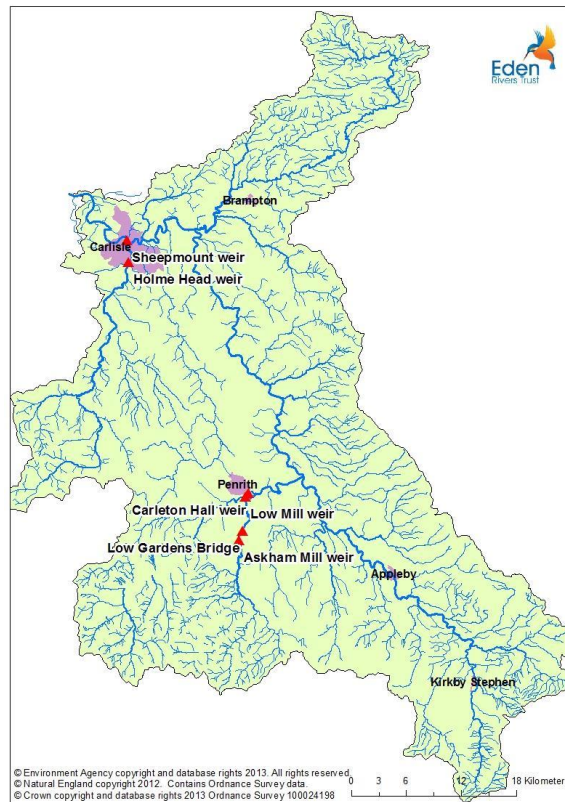 Eden
Rivers Trust
Brampton
Carlisle
Sheepmount weir
Holme Head weir
Penrith
Carleton Hall weir
Low Mill weir
Low Gardens Bridge
Askham Mill weir
Appleby
Kirkby Stephen
© Environment Agency copyright and database rights 2013. All rights reserved
© Natural England copyright 2012. Contains Ordnance Survey data.
© Crown copyright and database rights 2013 Ordnance Survey 100024198
0 3 6 12 18 Kilometer